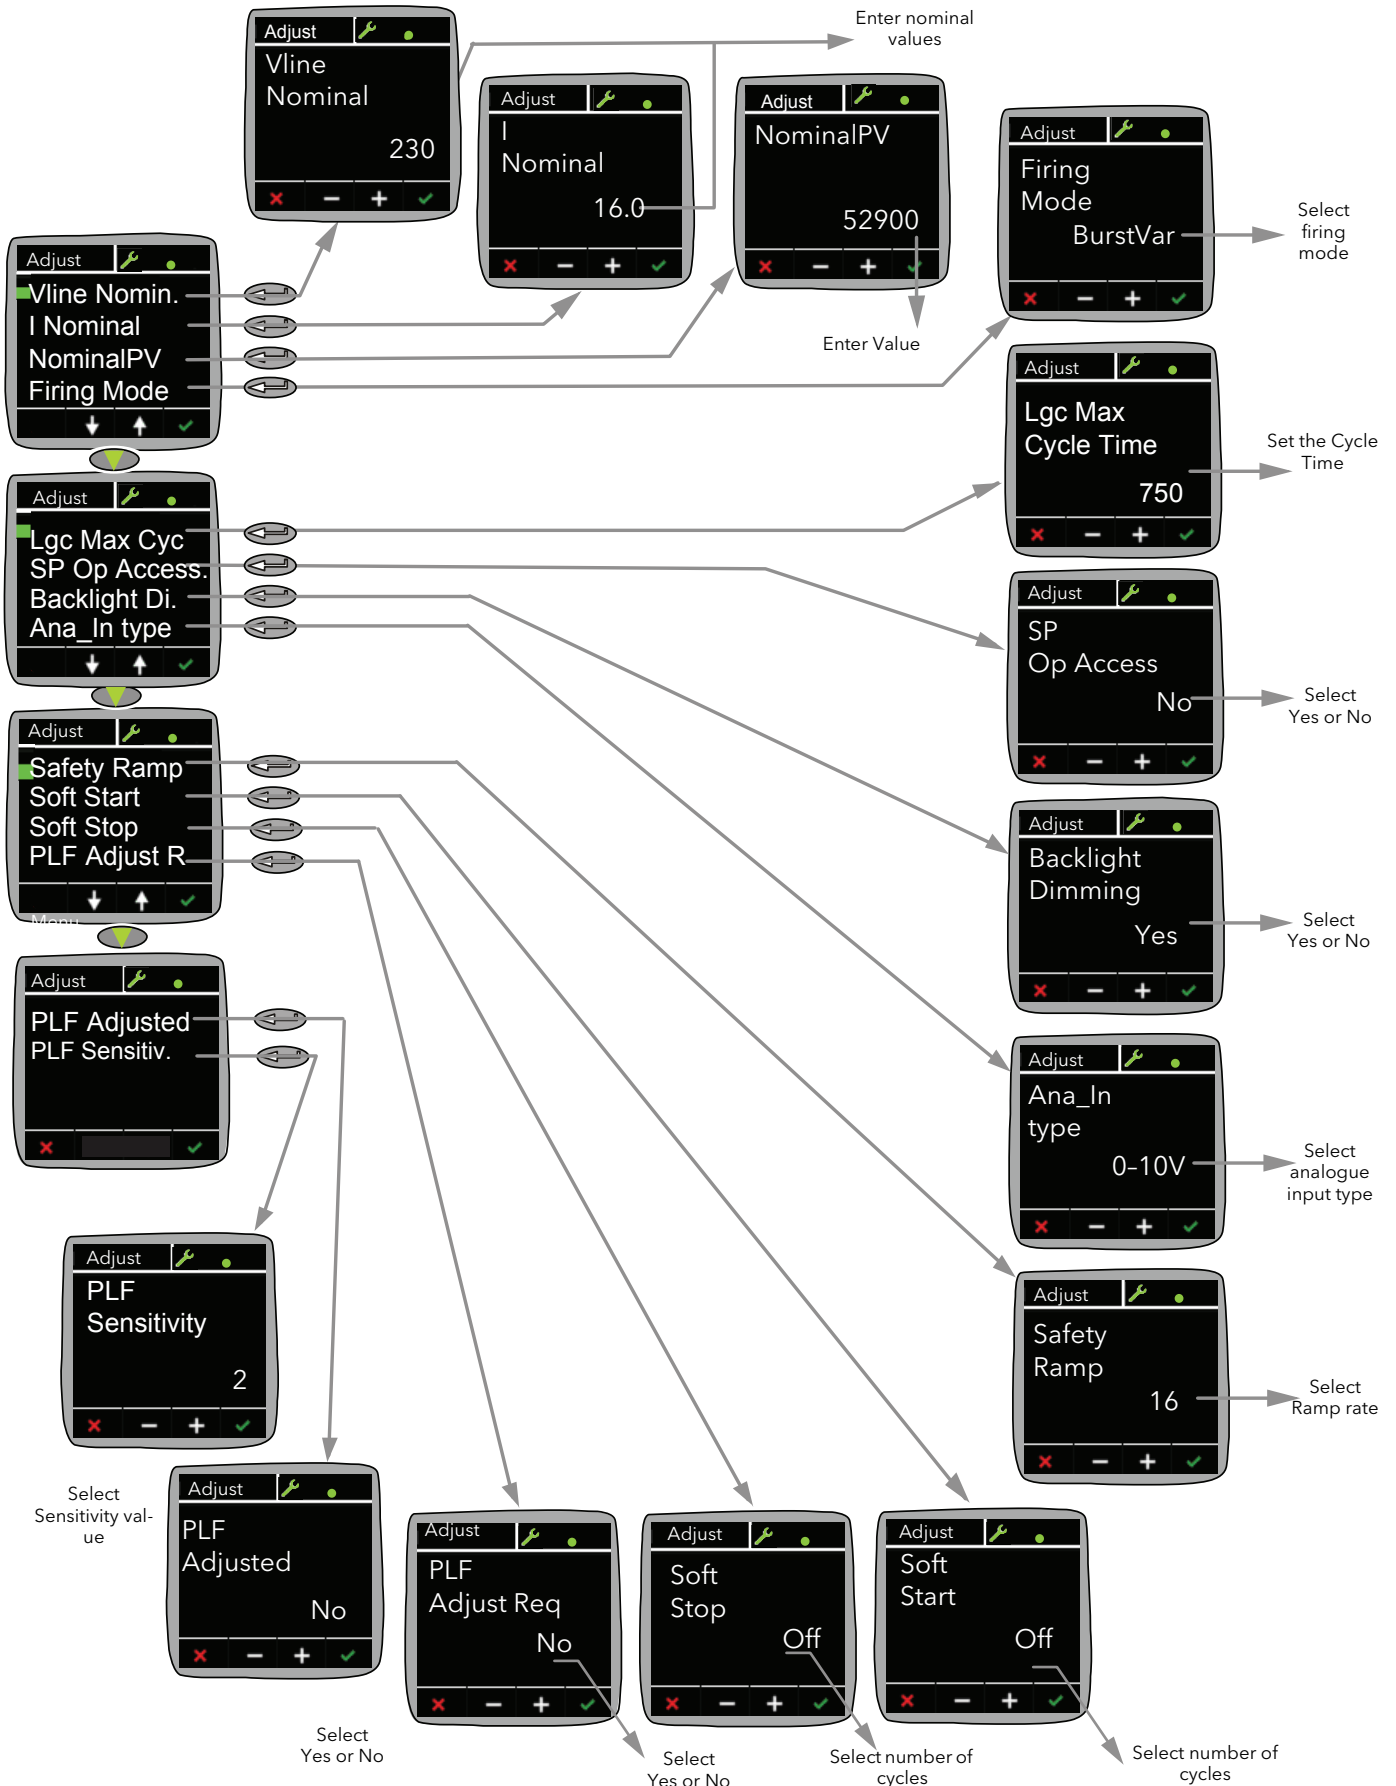 Adjust
Vline
Nominal
230
Enter nominal
values
Adjust
I
Nominal
16.0
Adjust
NominalPV
52900
Enter Value
Adjust
Firing
Mode
BurstVar
Select
firing
mode
Adjust
Vline Nomin.
I Nominal
NominalPV
Firing Mode
Adjust
Lgc Max
Cycle Time
750
Set the Cycle
Time
Adjust
Lgc Max Cyc
SP Op Access.
Backlight Di.
Ana_In type
Adjust
SP
Op Access
No
Select
Yes or No
Adjust
Safety Ramp
Soft Start
Soft Stop
PLF Adjust R
Menu
Adjust
Backlight
Dimming
Yes
Select
Yes or No
Adjust
PLF Adjusted
PLF Sensitiv.
Adjust
Ana_In
type
0-10V
Select
analogue
input type
Adjust
PLF
Sensitivity
2
Select
Sensitivity val-
ue
Adjust
Safety
Ramp
16
Select
Ramp rate
Adjust
PLF
Adjusted
No
Select
Yes or No
Adjust
PLF
Adjust Req
No
Select
Yes or No
Adjust
Soft
Stop
Off
Select number of
cycles
Adjust
Soft
Start
Off
Select number of
cycles